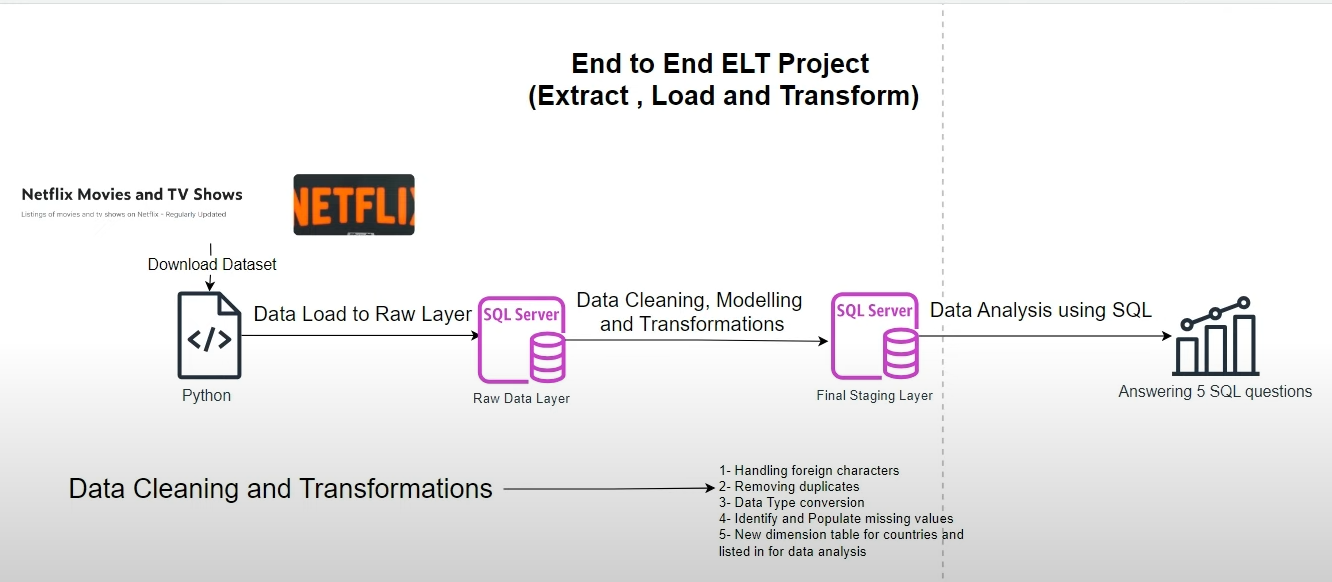 End to End ELT Project
(Extract , Load and Transform)
Netflix Movies and TV Shows
Listings of movies and tv shows on Netflix - Regularly Updated
NETFLIX
Download Dataset
Data Load to Raw Layer
SQL Server
Data Cleaning, Modelling
and Transformations
SQL Server
Data Analysis using SQL
</>
Python
Raw Data Layer
Final Staging Layer
Answering 5 SQL questions
Data Cleaning and Transformations
1- Handling foreign characters
2- Removing duplicates
3- Data Type conversion
4- Identify and Populate missing values
5- New dimension table for countries and
listed in for data analysis